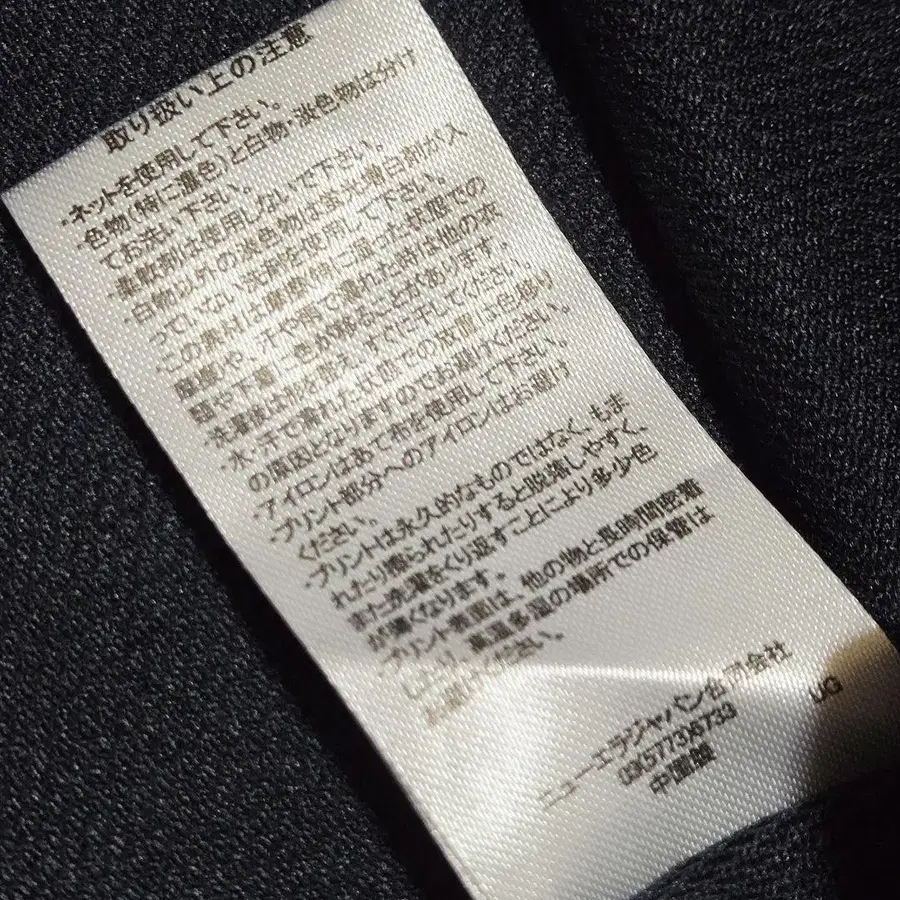 取り扱い上の注意
・ネットを使用して下さい。
・色物(特に濃色)と白物・淡色物は分け
てお洗い下さい。
・柔軟剤は使用しないで下さい。
・白物以外の淡色物は蛍光増白剤が入
っていない洗剤を使用して下さい。
・この素材は摩擦(特に湿った状態での
摩擦)や、汗や雨で濡れた時は他の衣
類や下着に色が移ることがあります。
・洗濯後は形を整え、すぐに干してください。
・水・汗で濡れた状態での放置は色移り
の原因となりますのでお避けください。
・アイロンはあて布を使用して下さい。
・プリント部分へのアイロンはお避け
ください。
・プリントは永久的なものではなく、もま
れたり擦られたりすると脱落しやすく、
また洗濯をくり返すことにより多少色
が薄くなります。
・プリント表面は、他の物と長時間密着
したり、高温多湿の場所での保管は
お避けください。
ニューエラジャパン合同会社
03(5773)6733
中国製
UG